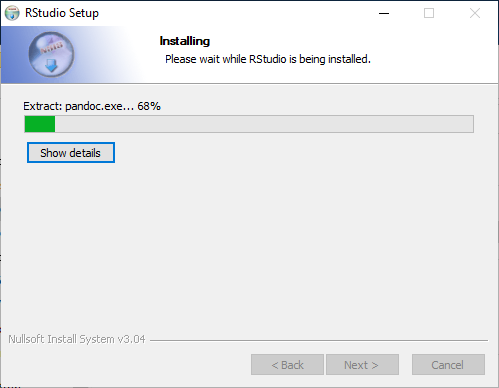 RStudio Setup
Installing
Please wait while RStudio is being installed.
Extract: pandoc.exe... 68%
Show details
Nullsoft Install System v3.04
< Back
Next >
Cancel